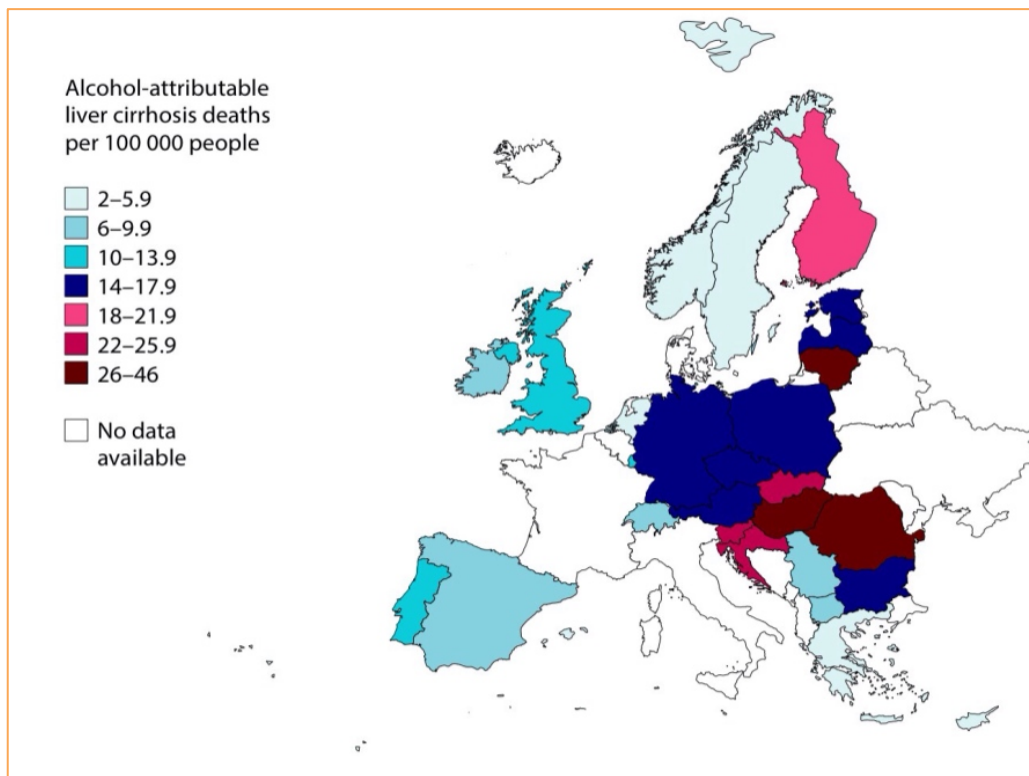 Alcohol-attributable
liver cirrhosis deaths
per 100 000 people
2–5.9
6–9.9
10–13.9
14–17.9
18–21.9
22–25.9
26–46
No data
available